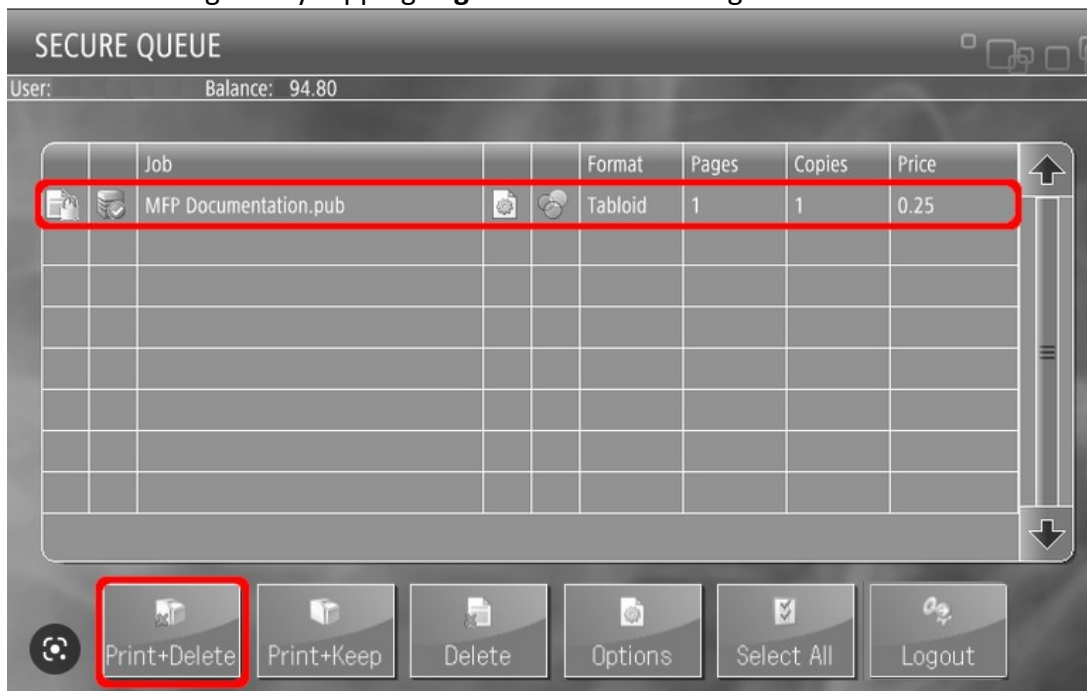 SECURE QUEUE
User: Balance: 94.80
Job Format Pages Copies Price
MFP Documentation.pub Tabloid 1 1 0.25
Print+Delete Print+Keep Delete Options Select All Logout